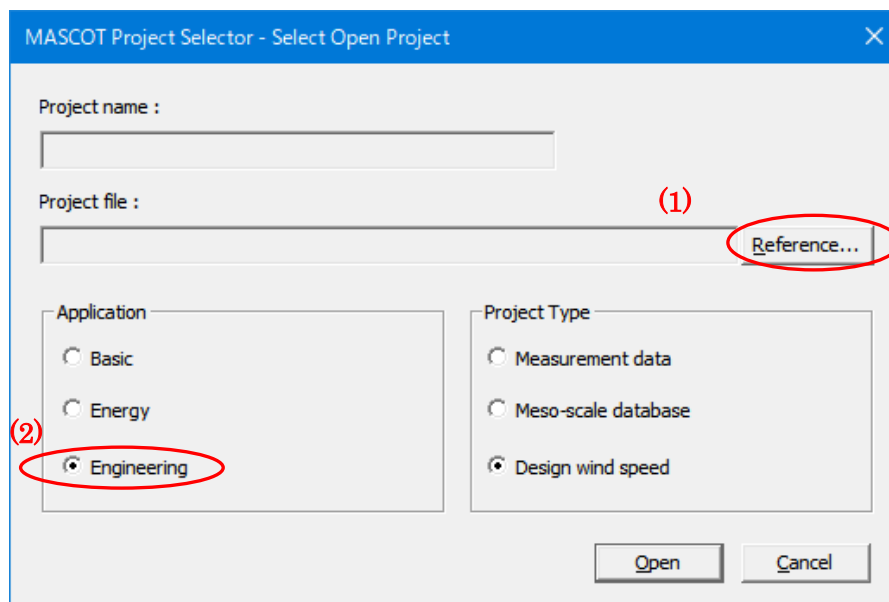 MASCOT Project Selector - Select Open Project
Project name :
Project file :
(1)
Reference...
Application
Basic
Energy
(2)
Engineering
Project Type
Measurement data
Meso-scale database
Design wind speed
Open
Cancel